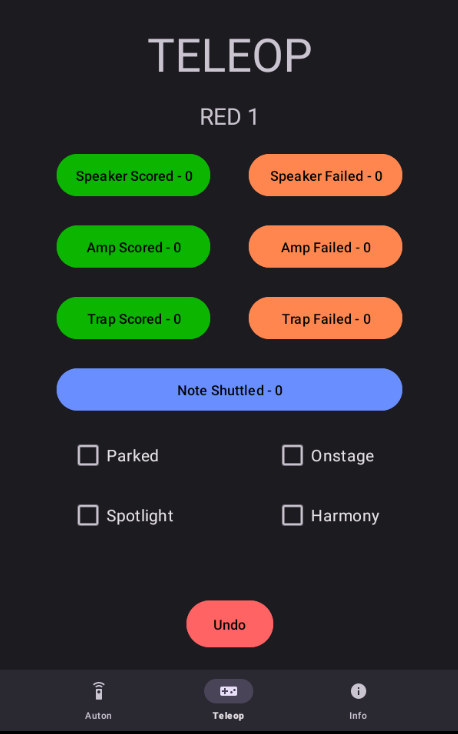 TELEOP
RED 1
Speaker Scored - 0
Speaker Failed - 0
Amp Scored - 0
Amp Failed - 0
Trap Scored - 0
Trap Failed - 0
Note Shuttled - 0
Parked
Onstage
Spotlight
Harmony
Undo
Auton
Teleop
Info